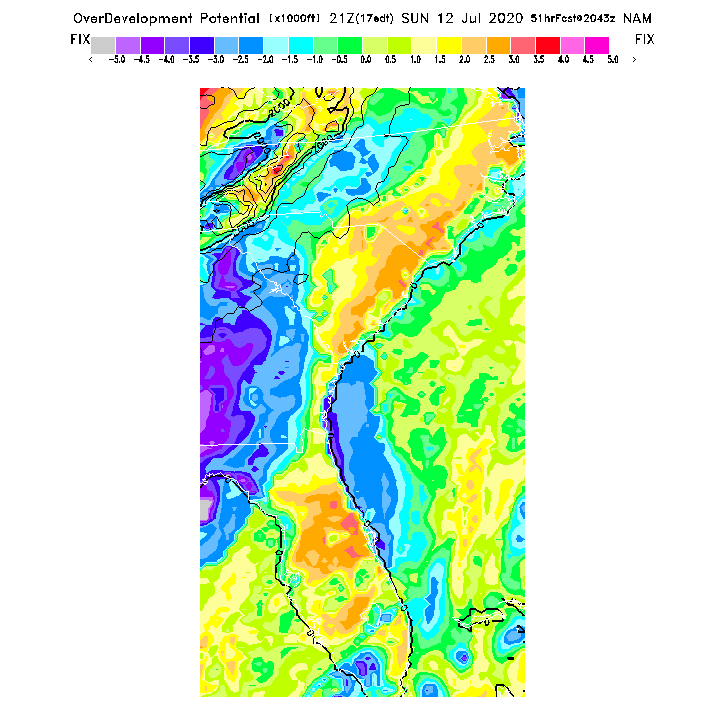 OverDevelopment Potential [x1000ft] 21Z(17edt) SUN 12 Jul 2020 51hrFcst@2043z NAM
FIX FIX
< -5.0 -4.5 -4.0 -3.5 -3.0 -2.5 -2.0 -1.5 -1.0 -0.5 0.0 0.5 1.0 1.5 2.0 2.5 3.0 3.5 4.0 4.5 5.0 >
2000